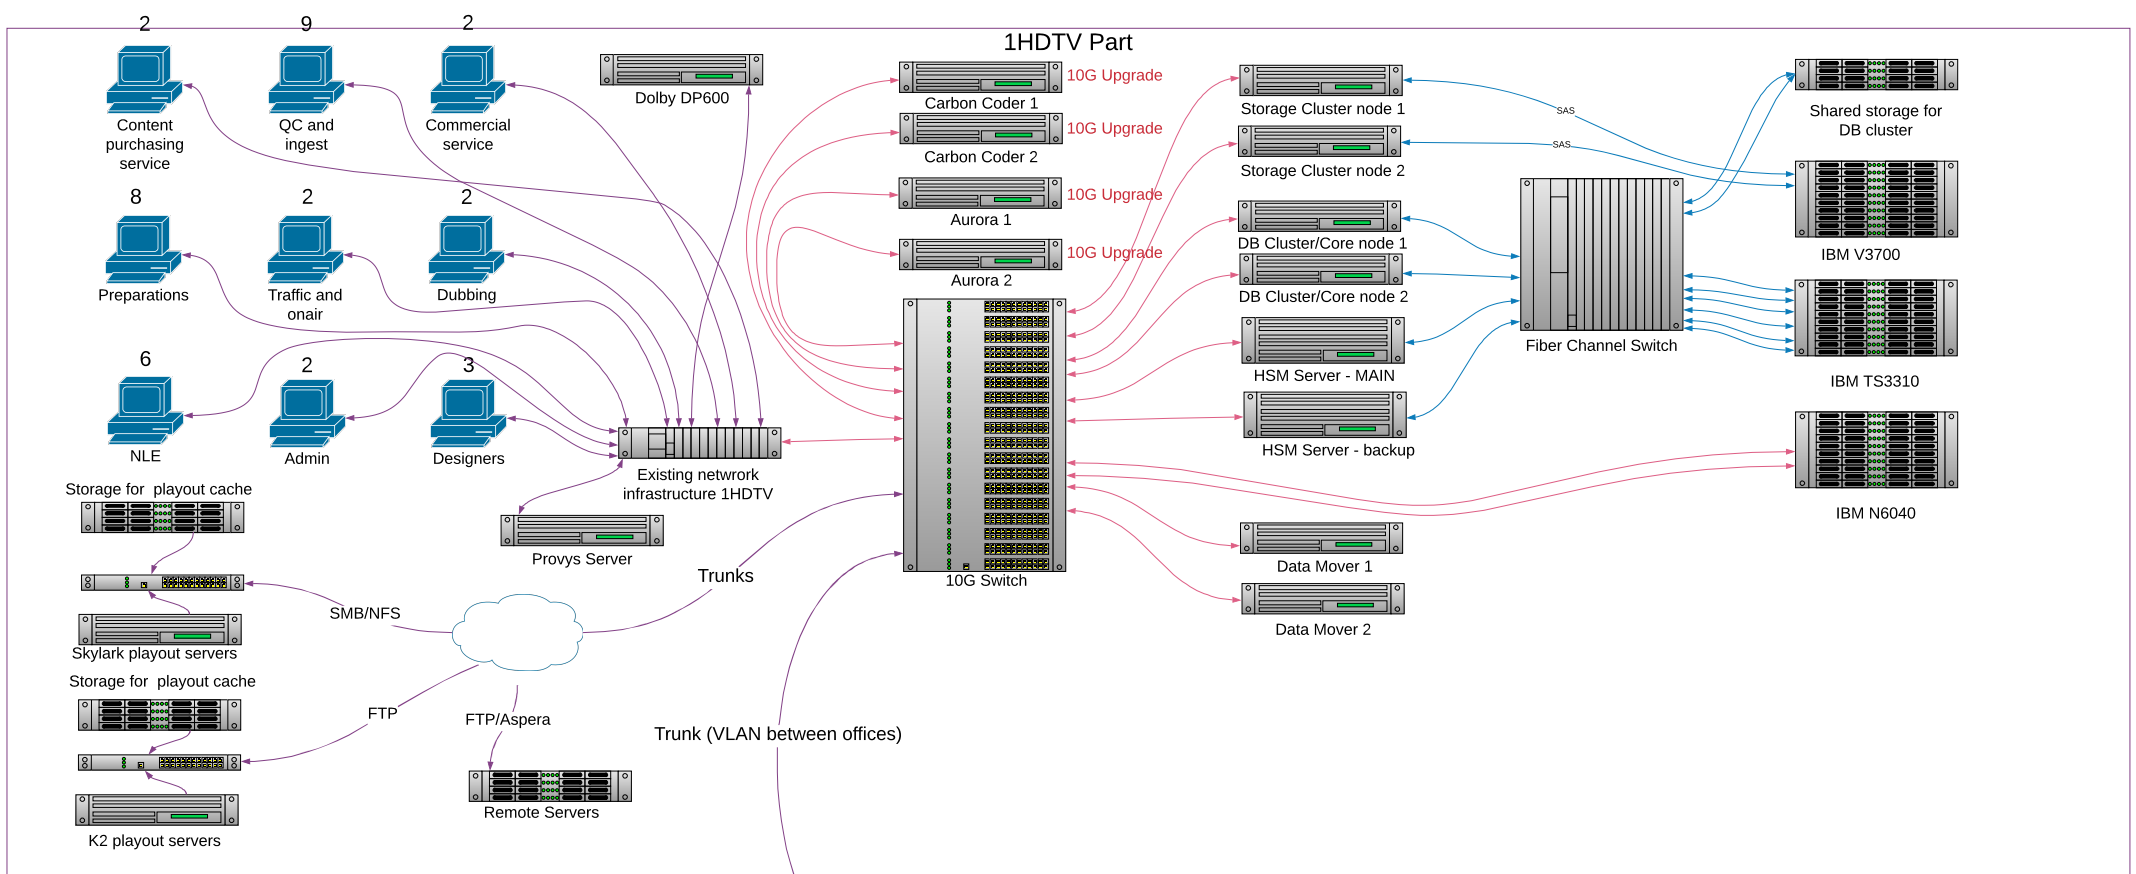 1HDTV Part
2
9
2
Content
purchasing
service
QC and
ingest
Commercial
service
Dolby DP600
8
2
2
Preparations
Traffic and
onair
Dubbing
6
2
3
NLE
Admin
Designers
Existing netwrork
infrastructure 1HDTV
Provys Server
Storage for  playout cache
Skylark playout servers
Storage for  playout cache
K2 playout servers
SMB/NFS
FTP
FTP/Aspera
Remote Servers
Trunks
Trunk (VLAN between offices)
Carbon Coder 1
10G Upgrade
Carbon Coder 2
10G Upgrade
Aurora 1
10G Upgrade
Aurora 2
10G Upgrade
10G Switch
Storage Cluster node 1
Storage Cluster node 2
DB Cluster/Core node 1
DB Cluster/Core node 2
HSM Server - MAIN
HSM Server - backup
Data Mover 1
Data Mover 2
SAS
SAS
Fiber Channel Switch
Shared storage for
DB cluster
IBM V3700
IBM TS3310
IBM N6040